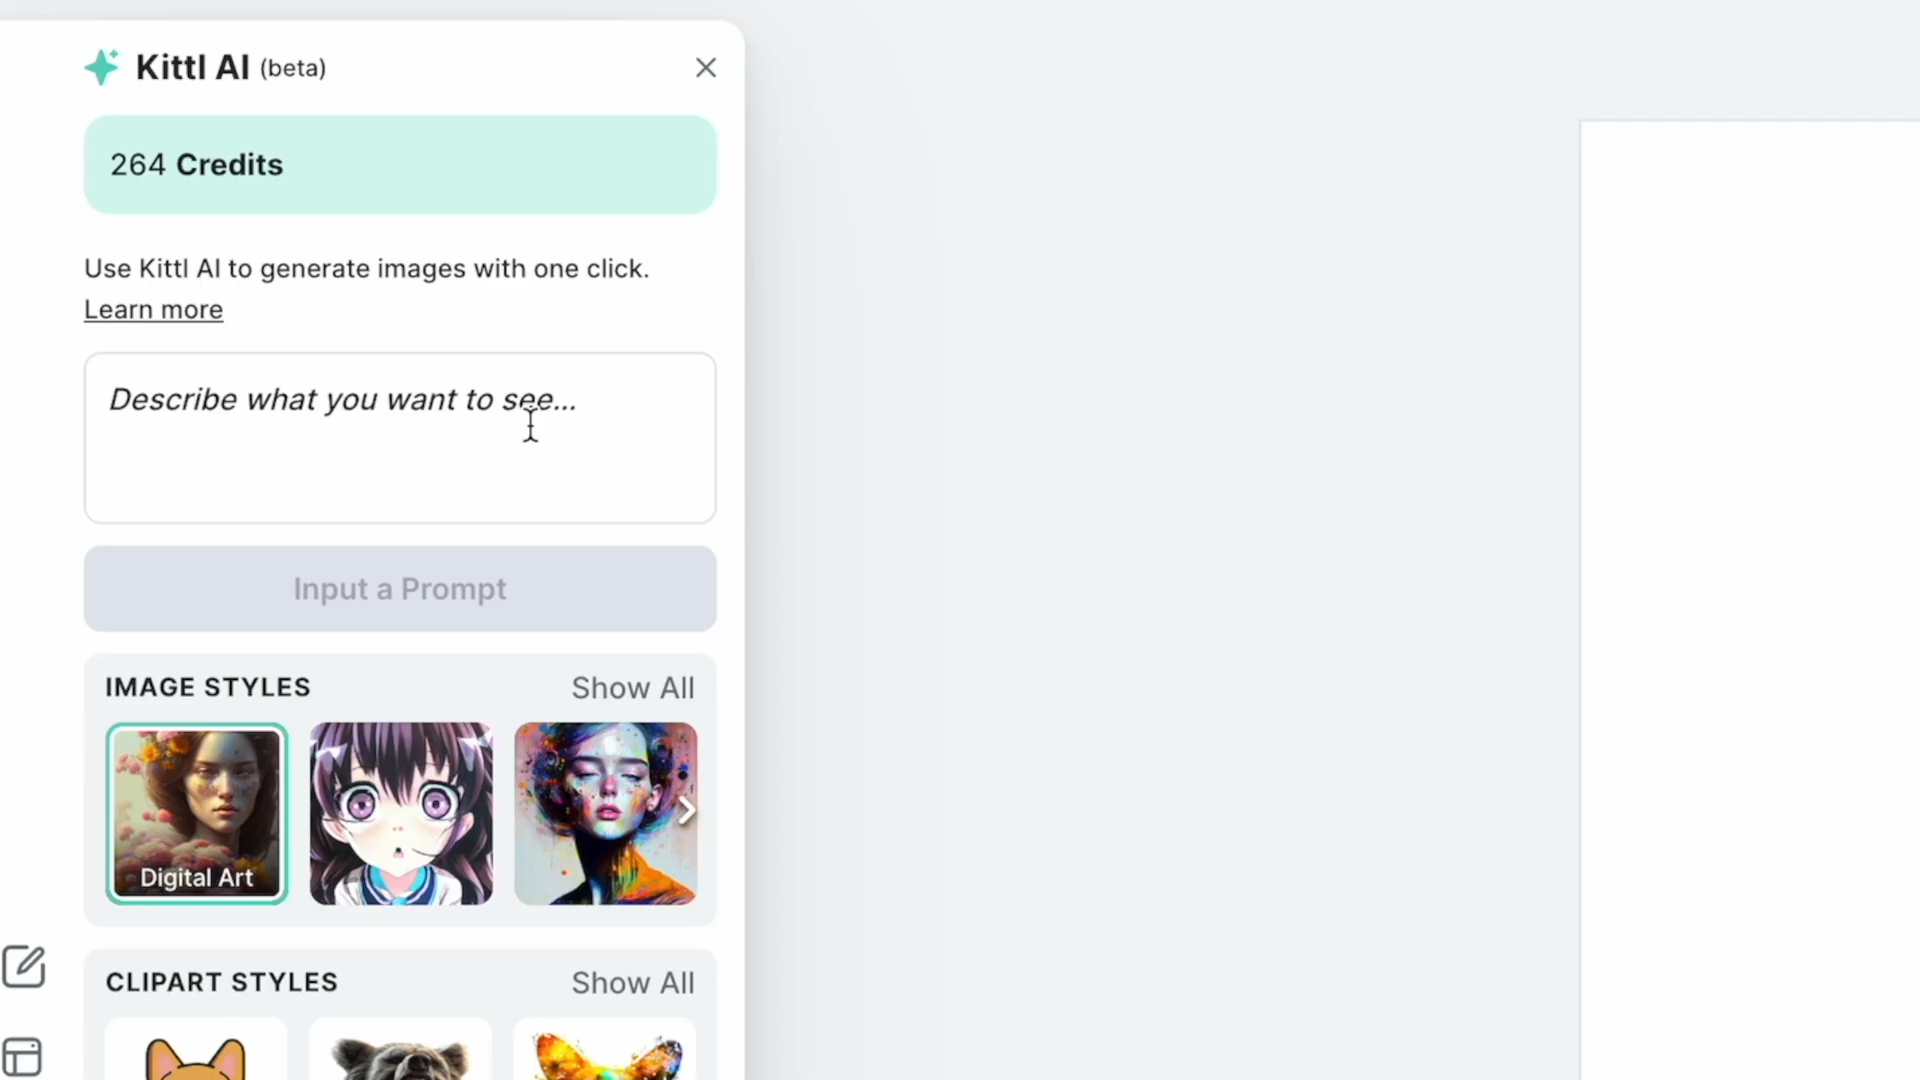 Kittl AI (beta)
264 Credits
Use Kittl AI to generate images with one click.
Learn more
Describe what you want to see...
Input a Prompt
IMAGE STYLES Show All
Digital Art
CLIPART STYLES Show All